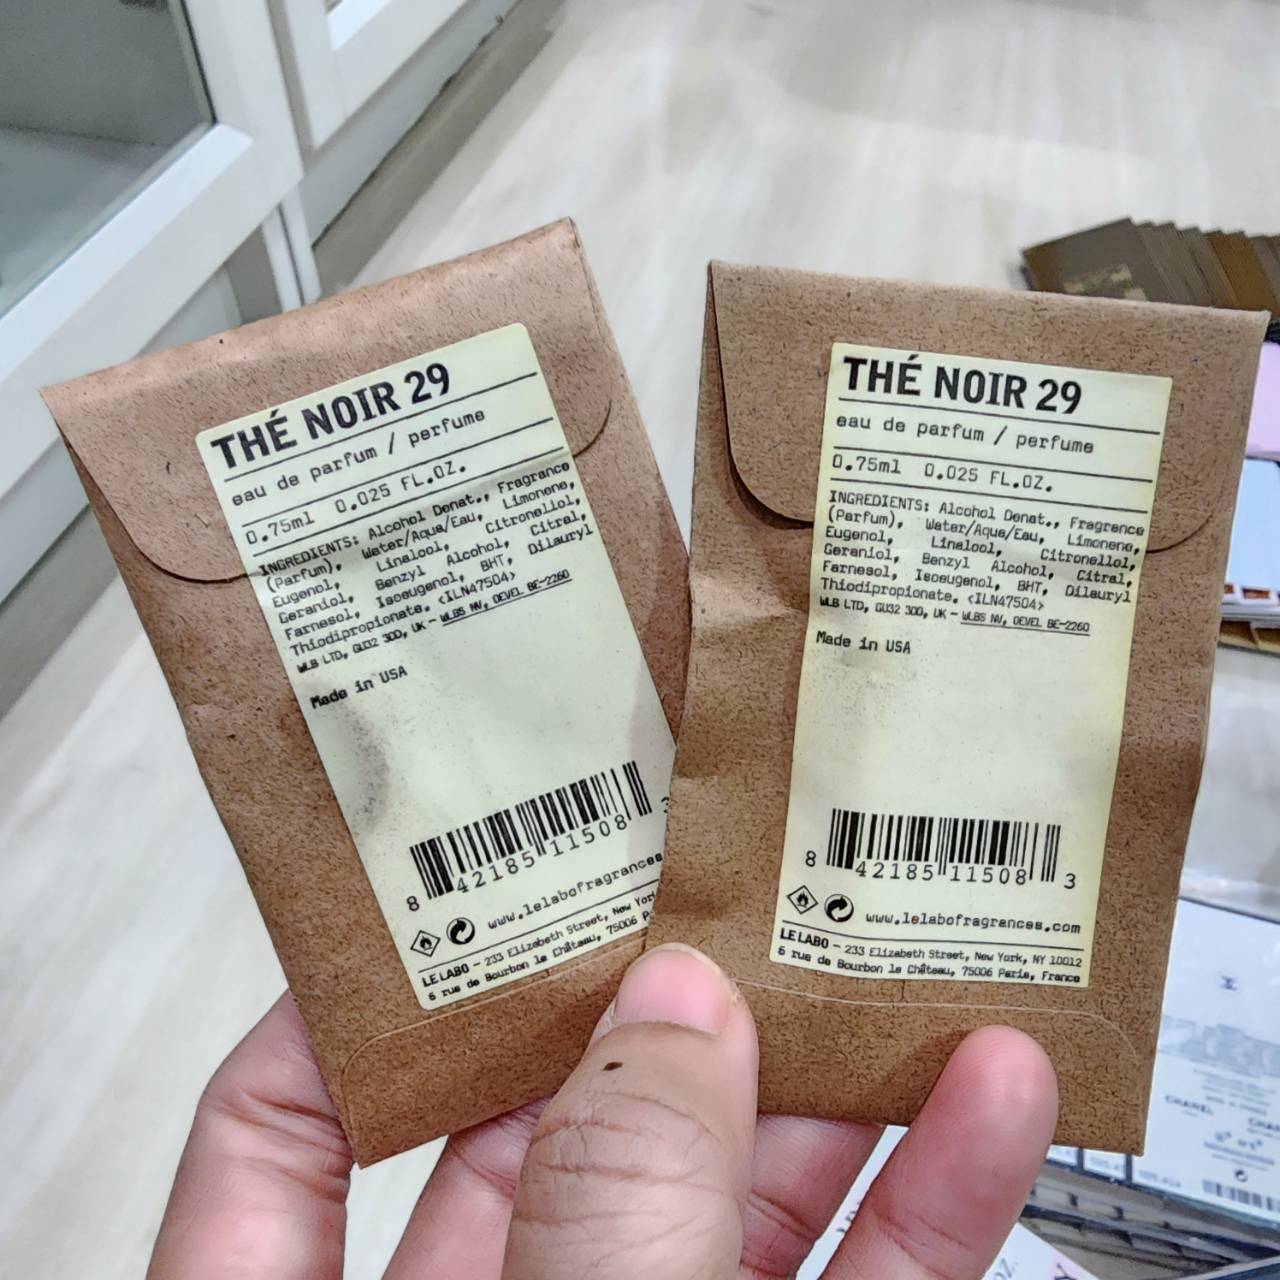 THÉ NOIR 29
eau de parfum / perfume
0.75ml 0.025 FL.OZ.
INGREDIENTS: Alcohol Denat., Fragrance
(Parfum), Water/Aqua/Eau, Limonene,
Eugenol, Linalool, Citronellol,
Geraniol, Benzyl Alcohol, Citral,
Farnesol, Isoeugenol, BHT, Dilauryl
Thiodipropionate. <ILN47504>
WLB LTD, GU32 3QD, UK - WLBS NV, OEVEL BE-2260
Made in USA
8 42185 11508 3
www.lelabofragrances
LE LABO - 233 Elizabeth Street, New Yor
6 rue de Bourbon le Château, 75006 P
THÉ NOIR 29
eau de parfum / perfume
0.75ml 0.025 FL.OZ.
INGREDIENTS: Alcohol Denat., Fragrance
(Parfum), Water/Aqua/Eau, Limonene,
Eugenol, Linalool, Citronellol,
Geraniol, Benzyl Alcohol, Citral,
Farnesol, Isoeugenol, BHT, Dilauryl
Thiodipropionate. <ILN47504>
WLB LTD, GU32 3QD, UK - WLBS NV, OEVEL BE-2260
Made in USA
8 42185 11508 3
www.lelabofragrances.com
LE LABO - 233 Elizabeth Street, New York, NY 10012
6 rue de Bourbon le Château, 75006 Paris, France
CHANEL